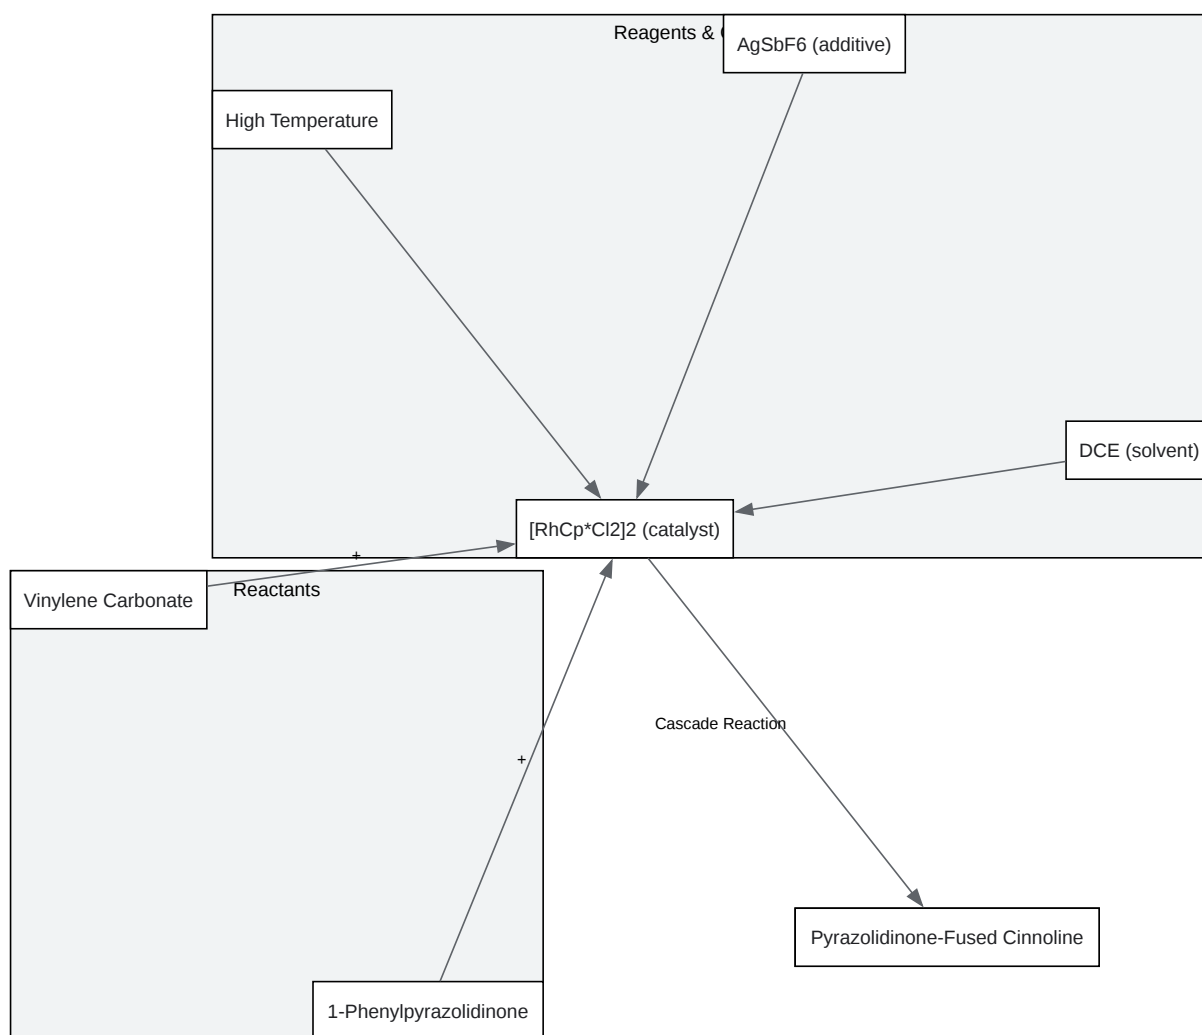 Reagents &
AgSbF6 (additive)
High Temperature
DCE (solvent)
[RhCp*Cl2]2 (catalyst)
+
Reactants
Vinylene Carbonate
Cascade Reaction
+
Pyrazolidinone-Fused Cinnoline
1-Phenylpyrazolidinone